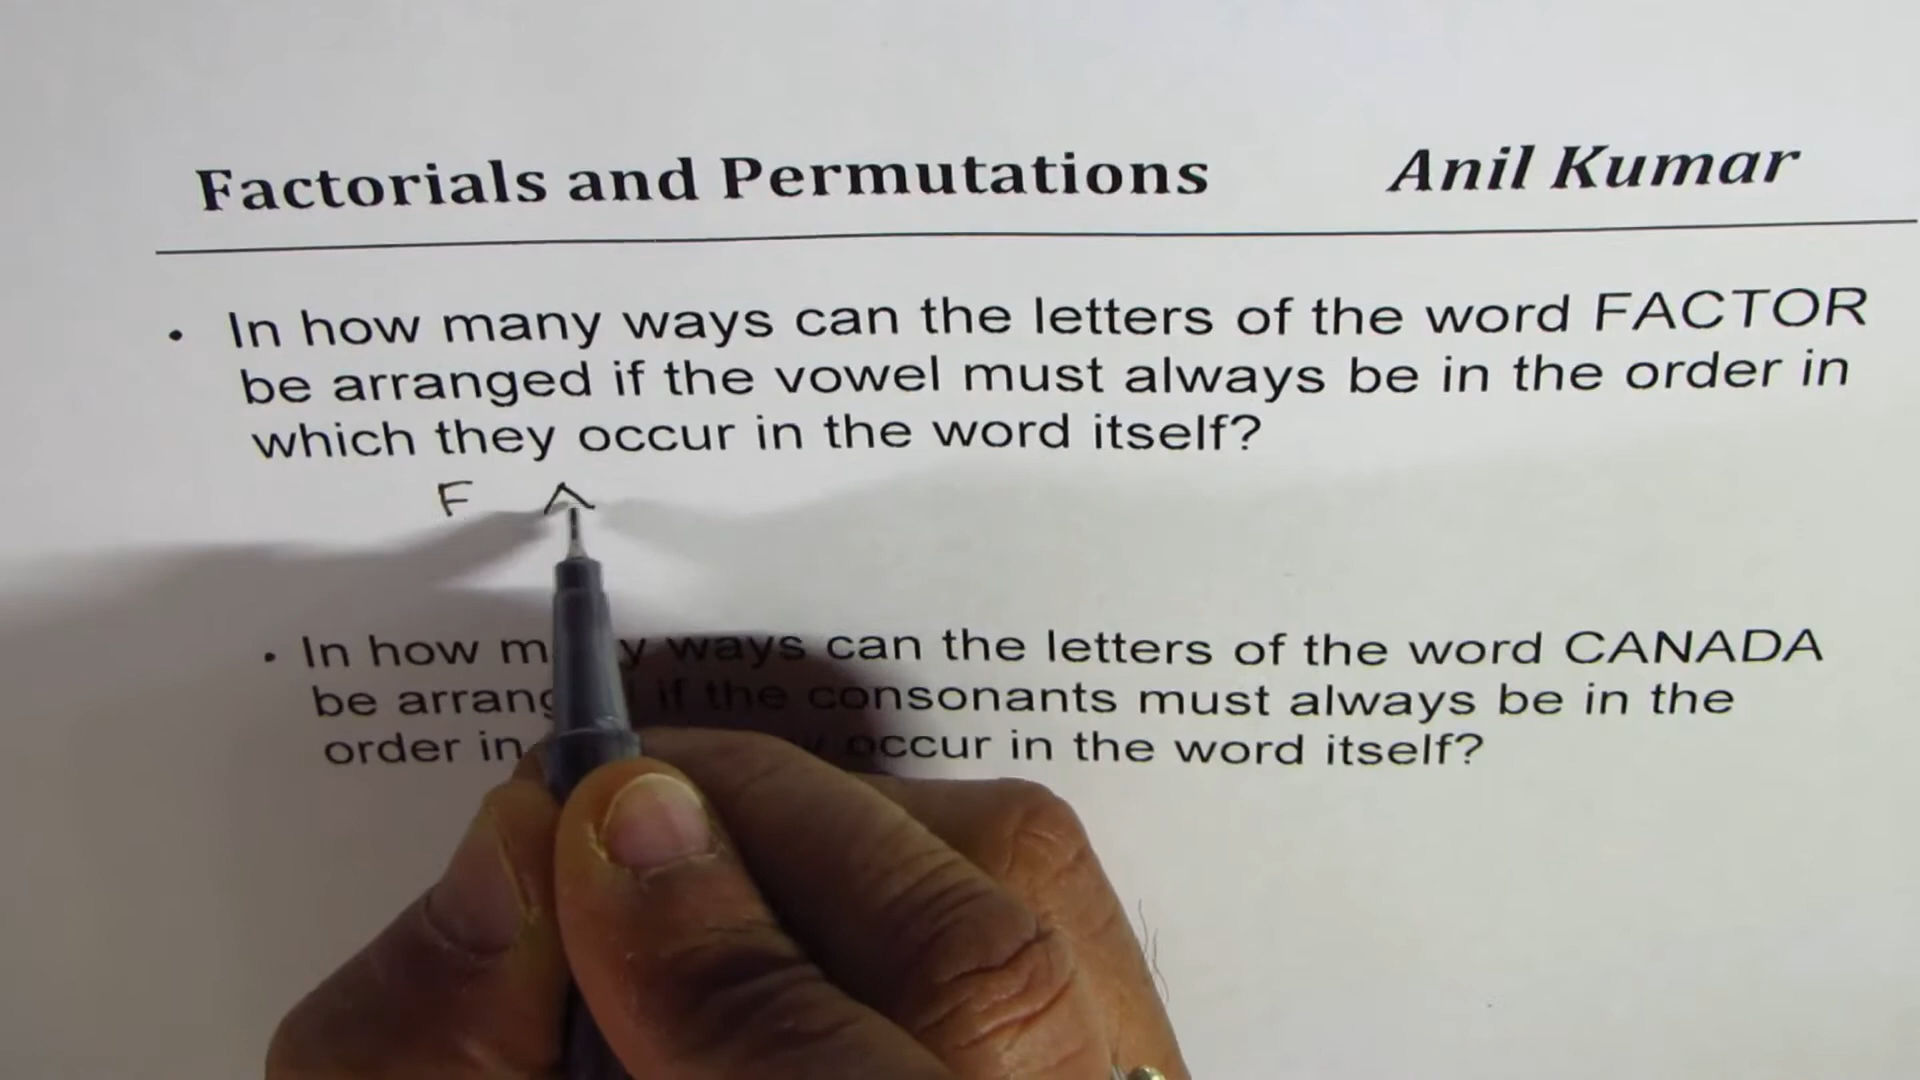 Factorials and Permutations Anil Kumar
• In how many ways can the letters of the word FACTOR
be arranged if the vowel must always be in the order in
which they occur in the word itself?
F A
• In how ways can the letters of the word CANADA
be if the consonants must always be in the
order in occur in the word itself?